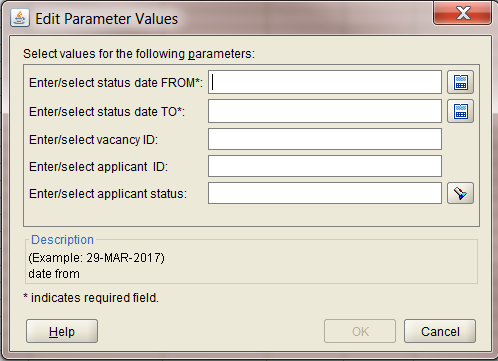 Edit Parameter Values
Select values for the following parameters:
Enter/select status date FROM*:
Enter/select status date TO*:
Enter/select vacancy ID:
Enter/select applicant ID:
Enter/select applicant status:
Description
(Example: 29-MAR-2017)
date from
* indicates required field.
Help OK Cancel